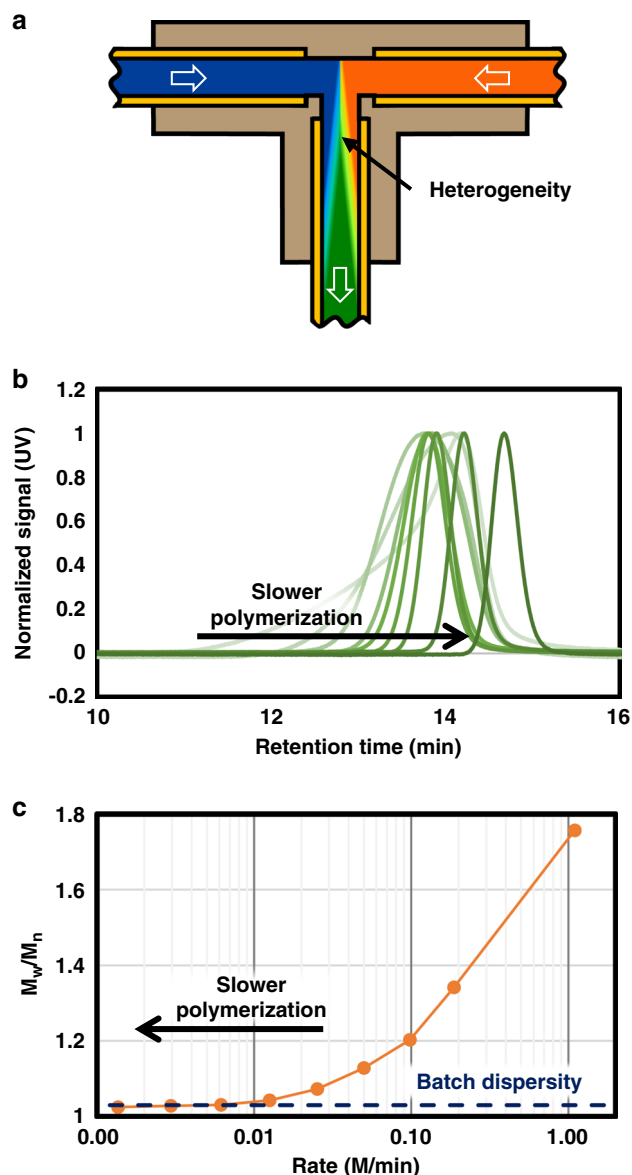 a
Heterogeneity
b
1.2
1
0.8
0.6
0.4
0.2
0
-0.2
Normalized signal (UV)
Slower
polymerization
10
12
14
16
Retention time (min)
c
1.8
1.6
1.4
1.2
1
Mw/Mn
Slower
polymerization
Batch dispersity
0.00
0.01
0.10
1.00
Rate (M/min)